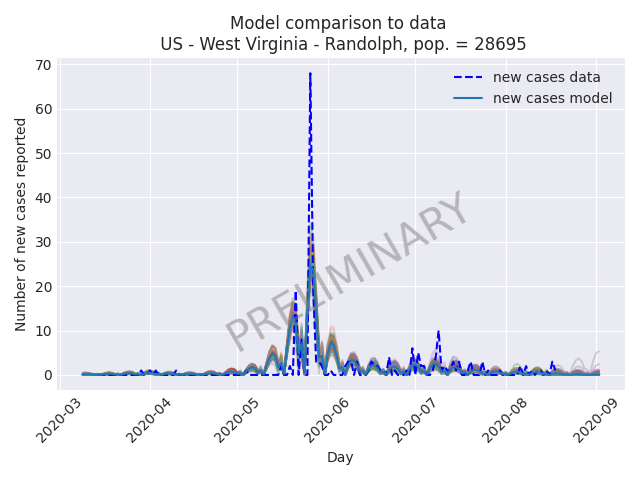 Model comparison to data
US - West Virginia - Randolph, pop. = 28695
new cases data
new cases model
PRELIMINARY
Number of new cases reported
70
60
50
40
30
20
10
0
2020-03
2020-04
2020-05
2020-06
2020-07
2020-08
2020-09
Day